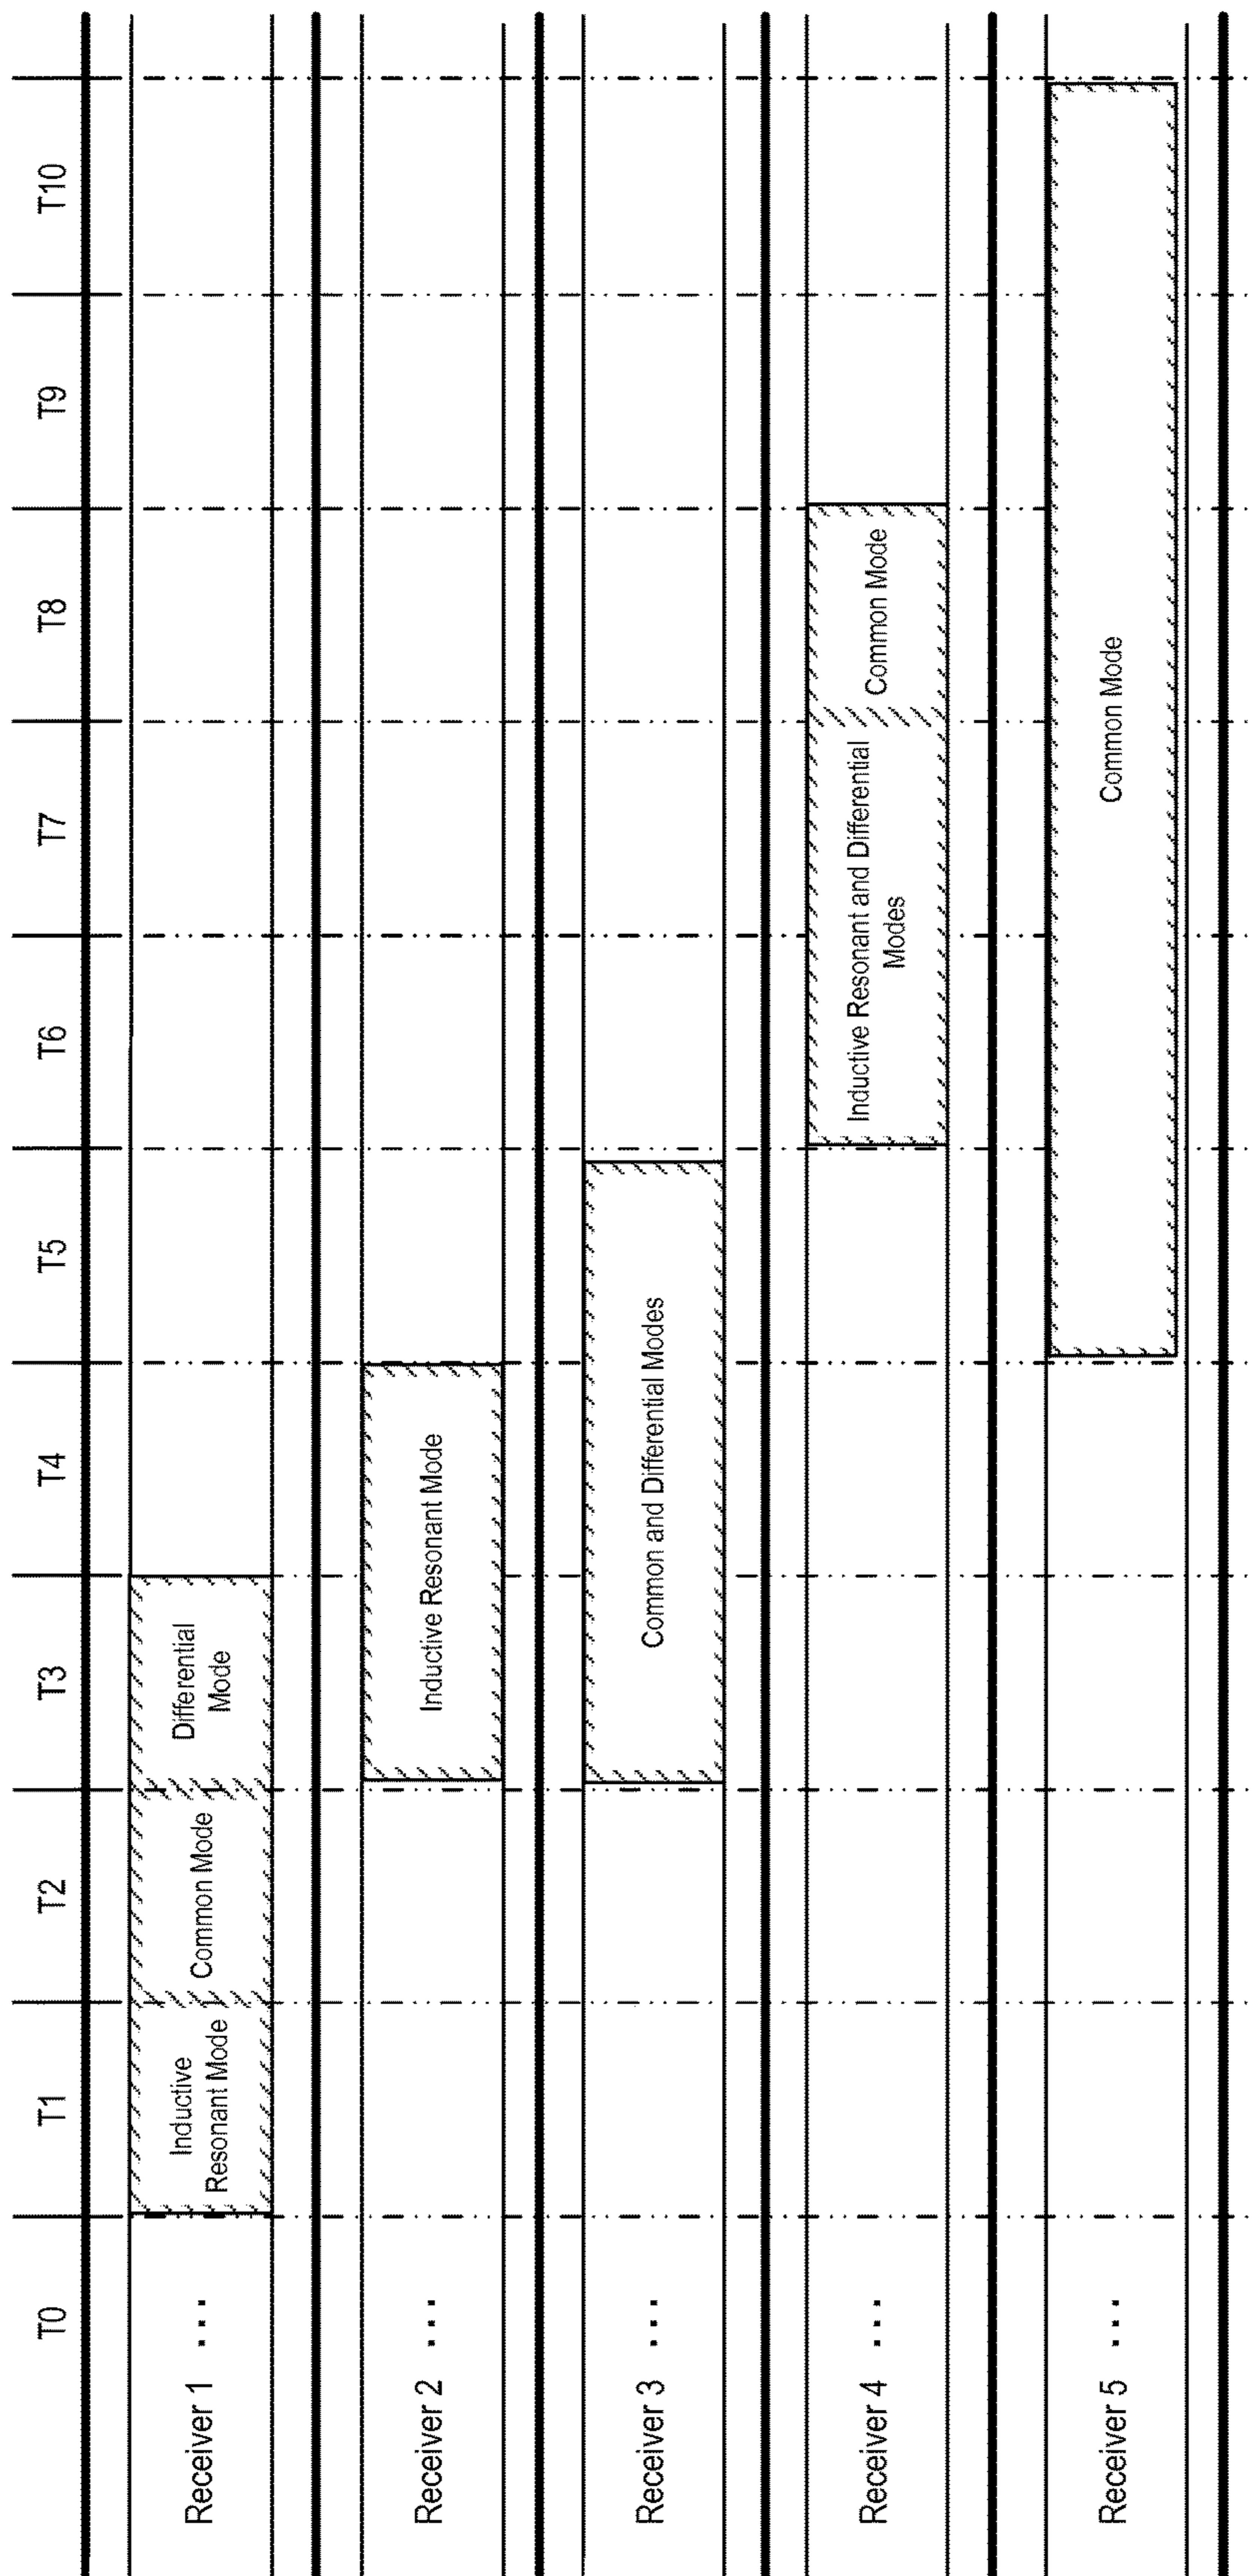 T0 T1 T2 T3 T4 T5 T6 T7 T8 T9 T10
Receiver 1 ...
Inductive
Resonant Mode
Common Mode
Differential
Mode
Receiver 2 ...
Inductive Resonant Mode
Receiver 3 ...
Common and Differential Modes
Receiver 4 ...
Inductive Resonant and Differential
Modes
Common Mode
Receiver 5 ...
Common Mode